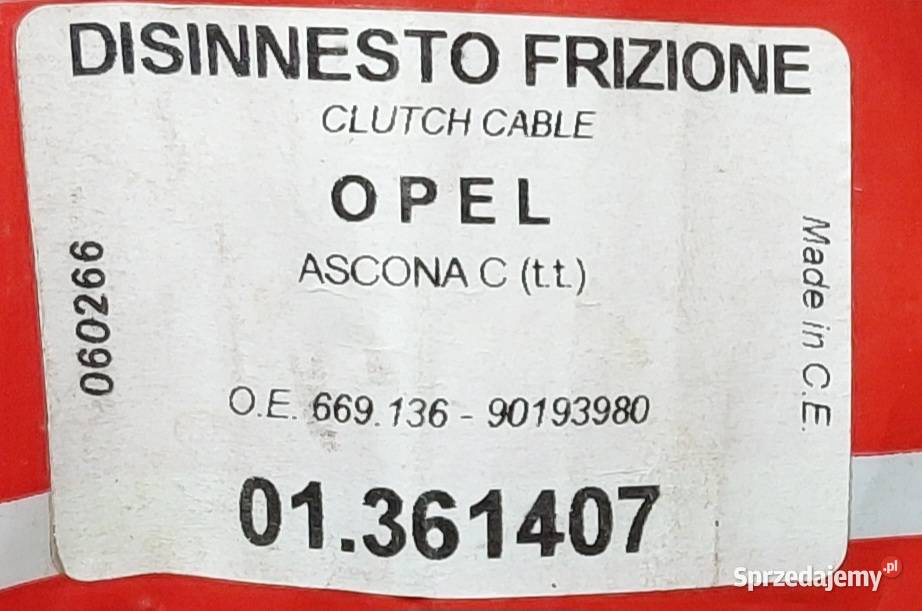 DISINNESTO FRIZIONE
CLUTCH CABLE
OPEL
ASCONA C (t.t.)
060266
Made in C.E.
O.E. 669.136 - 90193980
01.361407
Sprzedajemy.pl